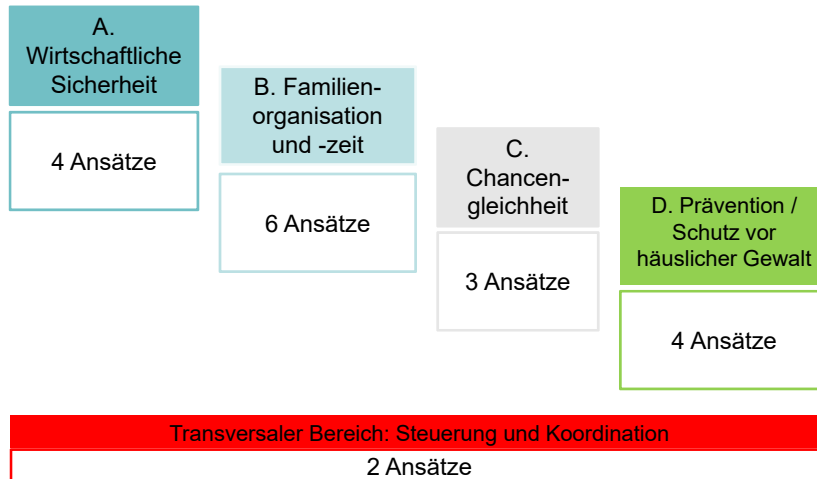 A.
Wirtschaftliche
Sicherheit
4 Ansätze
B. Familien-
organisation
und -zeit
6 Ansätze
C.
Chancen-
gleichheit
3 Ansätze
D. Prävention /
Schutz vor
häuslicher Gewalt
4 Ansätze
Transversaler Bereich: Steuerung und Koordination
2 Ansätze